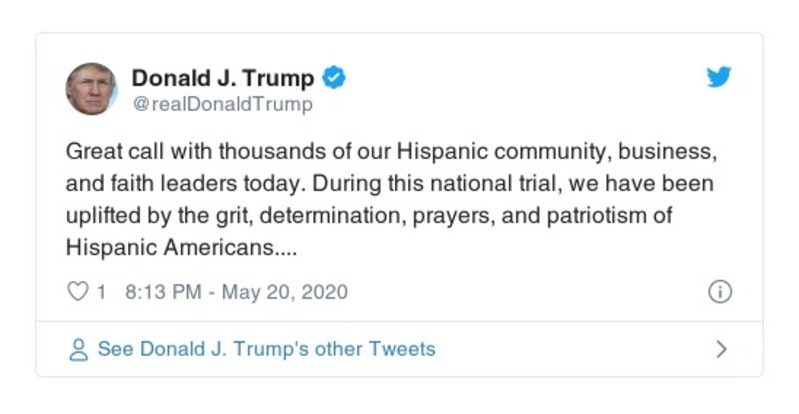 Donald J. Trump
@realDonaldTrump
Great call with thousands of our Hispanic community, business,
and faith leaders today. During this national trial, we have been
uplifted by the grit, determination, prayers, and patriotism of
Hispanic Americans....
1 8:13 PM - May 20, 2020
See Donald J. Trump's other Tweets